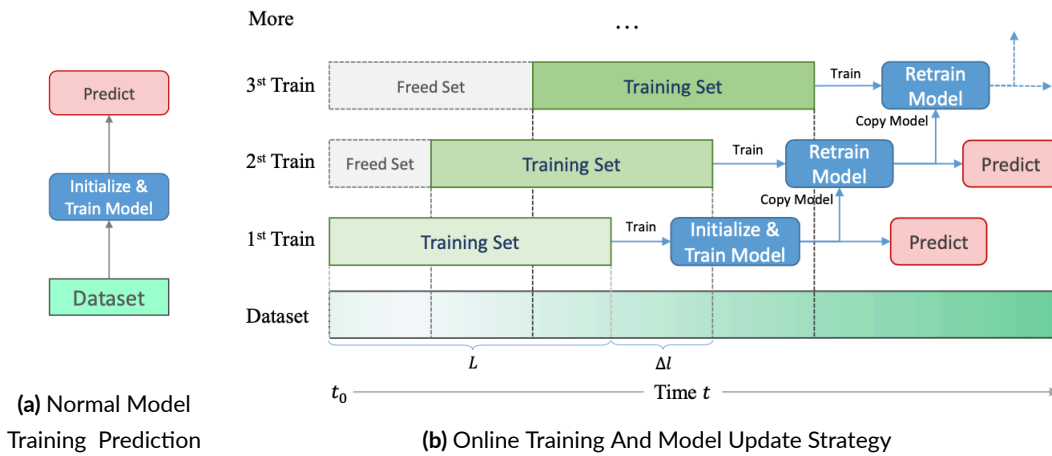 Predict
Initialize &
Train Model
Dataset
(a) Normal Model
Training Prediction
More
...
3st Train
Freed Set
Training Set
Train
Retrain
Model
Copy Model
2st Train
Freed Set
Training Set
Train
Retrain
Model
Predict
Copy Model
1st Train
Training Set
Train
Initialize &
Train Model
Predict
Dataset
L
Δl
t₀
Time t
(b) Online Training And Model Update Strategy